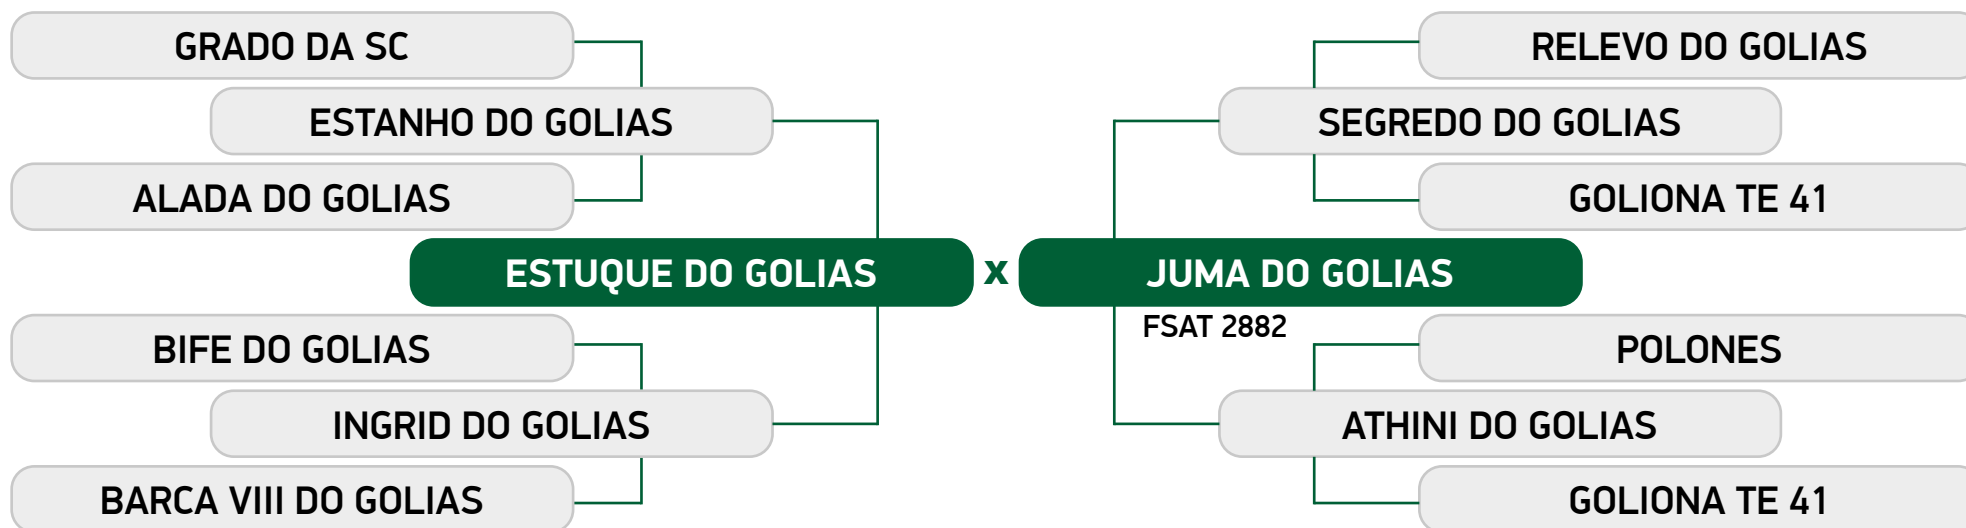 GRADO DA SC
RELEVO DO GOLIAS
ESTANHO DO GOLIAS
SEGREDO DO GOLIAS
ALADA DO GOLIAS
GOLIONA TE 41
ESTUQUE DO GOLIAS x JUMA DO GOLIAS
FSAT 2882
BIFE DO GOLIAS
POLONES
INGRID DO GOLIAS
ATHINI DO GOLIAS
BARCA VIII DO GOLIAS
GOLIONA TE 41